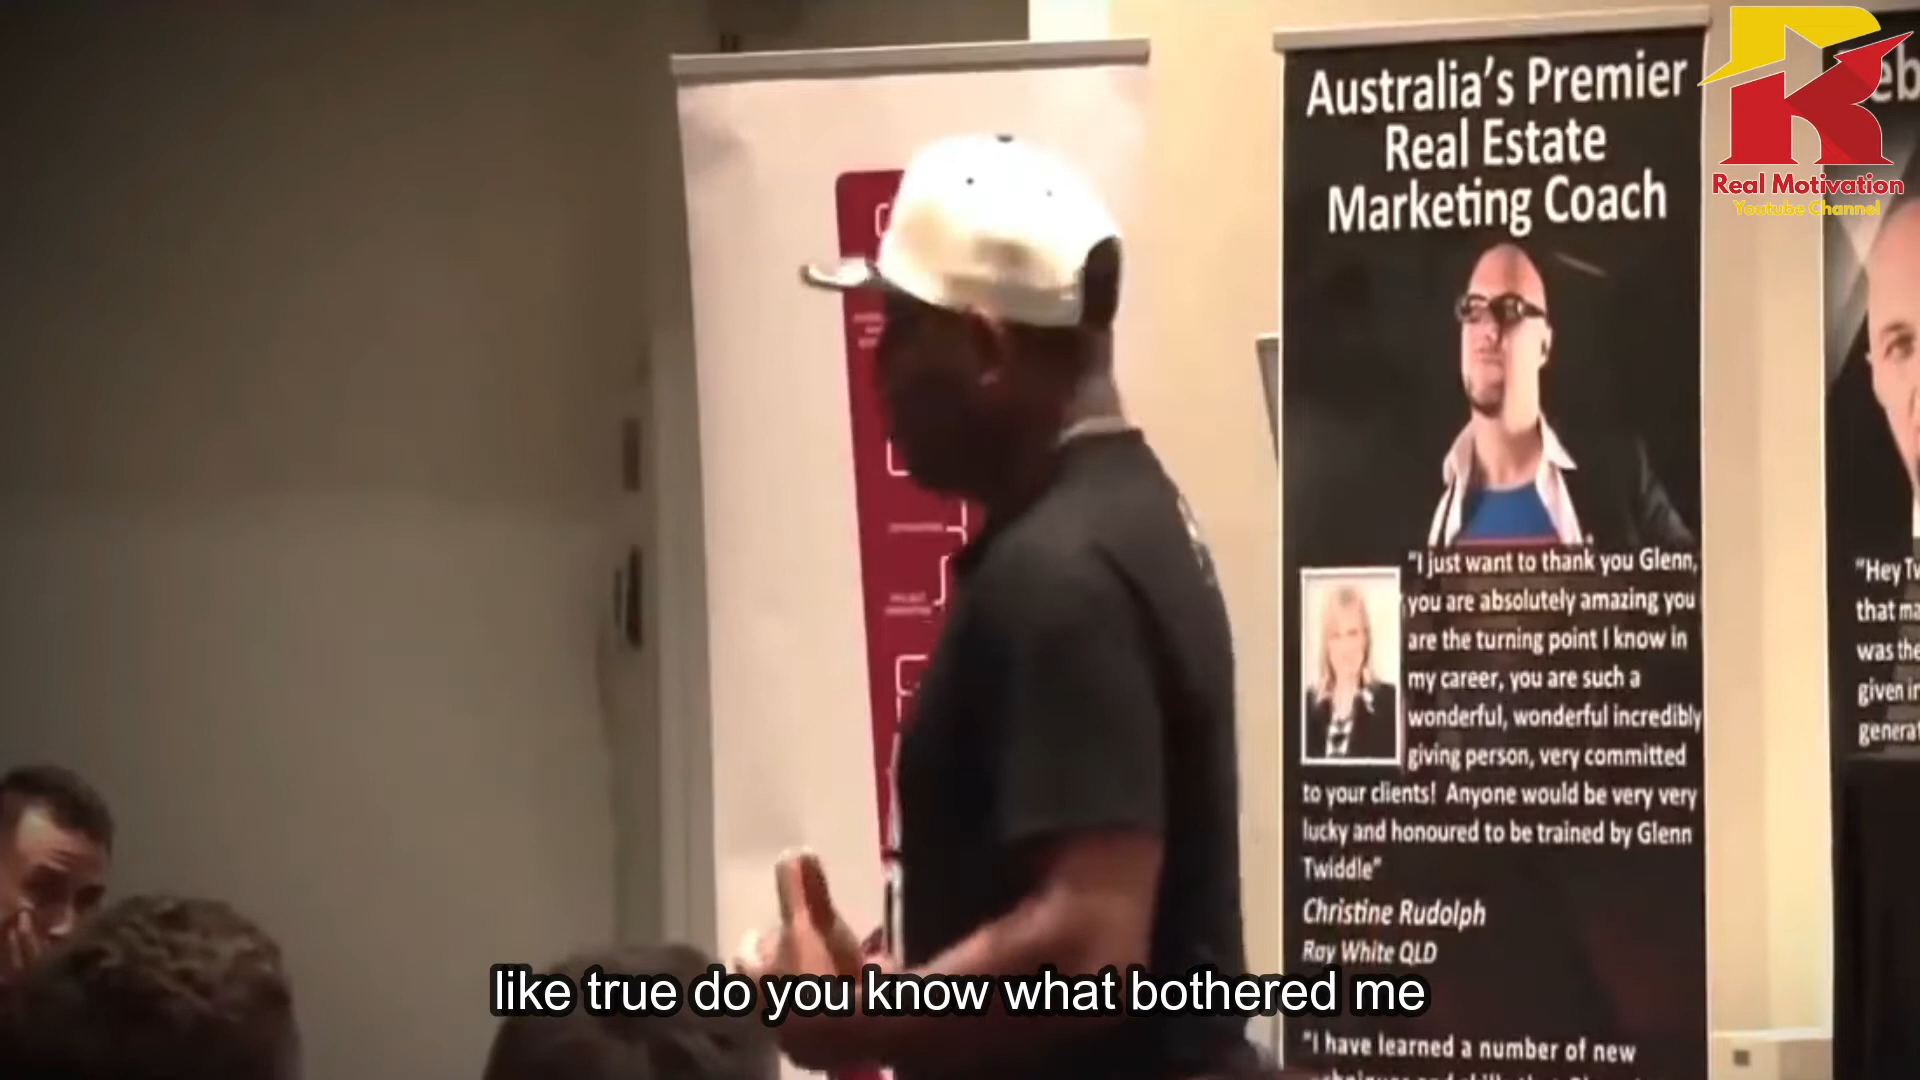 Australia's Premier
Real Estate
Marketing Coach
Real Motivation
Youtube Channel
"I just want to thank you Glenn,
you are absolutely amazing you
are the turning point I know in
my career, you are such a
wonderful, wonderful incredibly
giving person, very committed
to your clients! Anyone would be very very
lucky and honoured to be trained by Glenn
Twiddle"
Christine Rudolph
Ray White QLD
"I have learned a number of new
"Hey
that
was the
given
like true do you know what bothered me